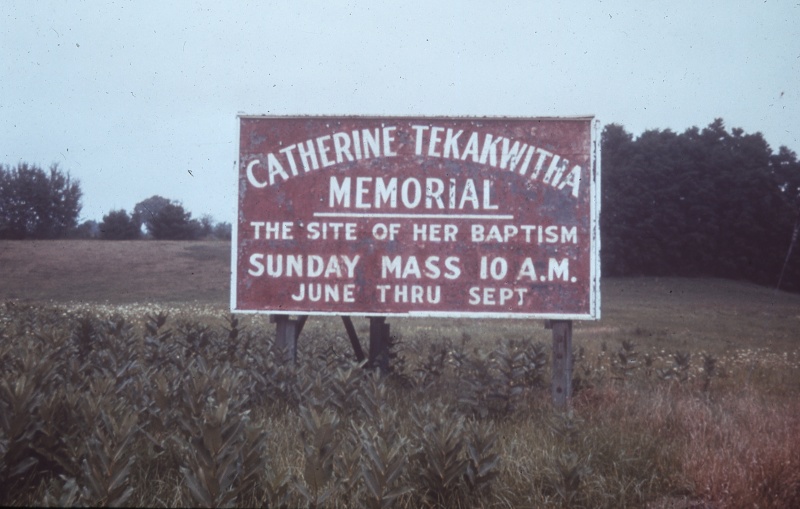 CATHERINE TEKAKWITHA
MEMORIAL
THE SITE OF HER BAPTISM
SUNDAY MASS 10 A.M.
JUNE THRU SEPT